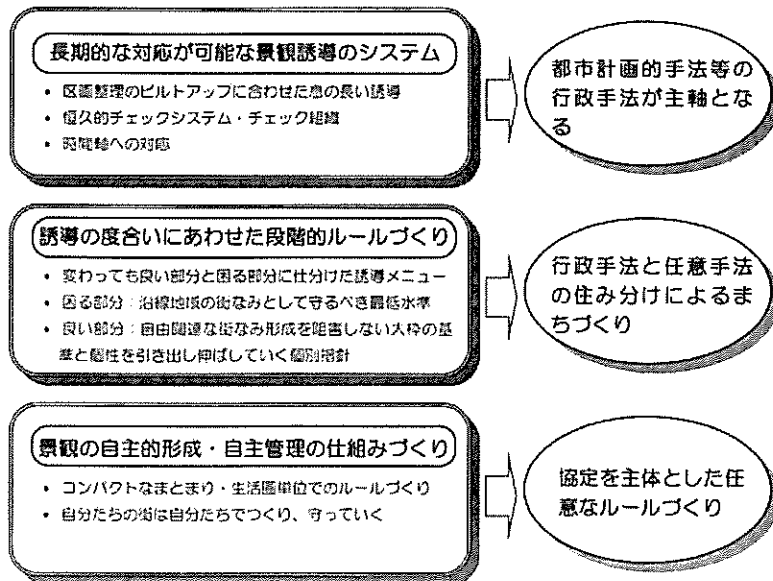 長期的な対応が可能な景観誘導のシステム
• 区画整理のビルトアップに合わせた息の長い誘導
• 恒久的チェックシステム・チェック組織
• 時間軸への対応
都市計画的手法等の
行政手法が主軸とな
る
誘導の度合いにあわせた段階的ルールづくり
• 変わっても良い部分と困る部分に仕分けた誘導メニュー
• 困る部分：沿線地域の街なみとして守るべき最低水準
• 良い部分：自由闊達な街なみ形成を阻害しない大枠の基
準と個性を引き出し伸ばしていく個別指針
行政手法と任意手法
の住み分けによるま
ちづくり
景観の自主的形成・自主管理の仕組みづくり
• コンパクトなまとまり・生活圏単位でのルールづくり
• 自分たちの街は自分たちでつくり、守っていく
協定を主体とした任
意なルールづくり